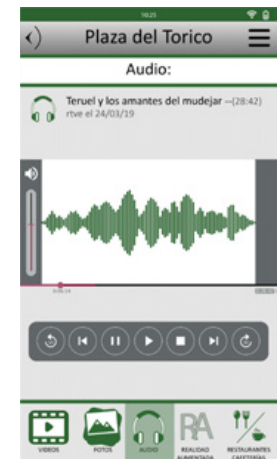 10:25
Plaza del Torico
Audio:
Teruel y los amantes del mudejar --(28:42)
rtve el 24/03/19
VIDEOS
FOTOS
AUDIO
RA
REALIDAD
AUMENTADA
RESTAURANTES
CAFETERÍAS